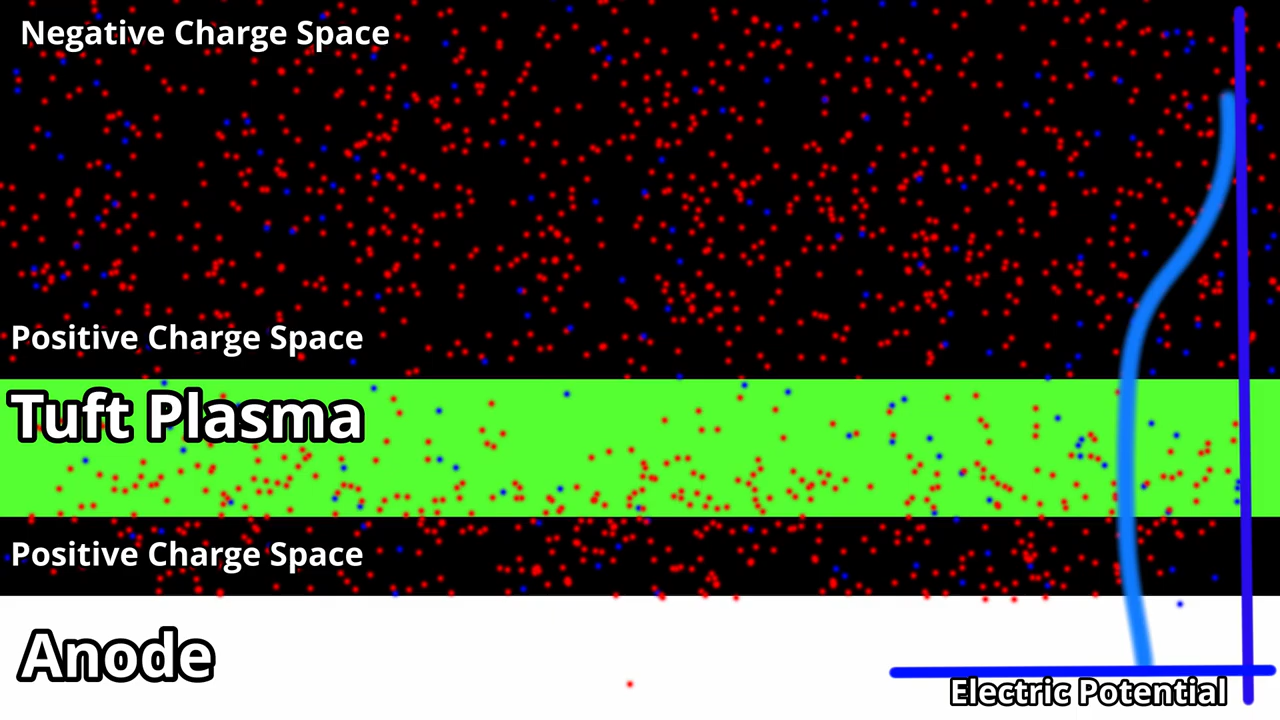 Negative Charge Space
Positive Charge Space
Tuft Plasma
Positive Charge Space
Anode
Electric Potential